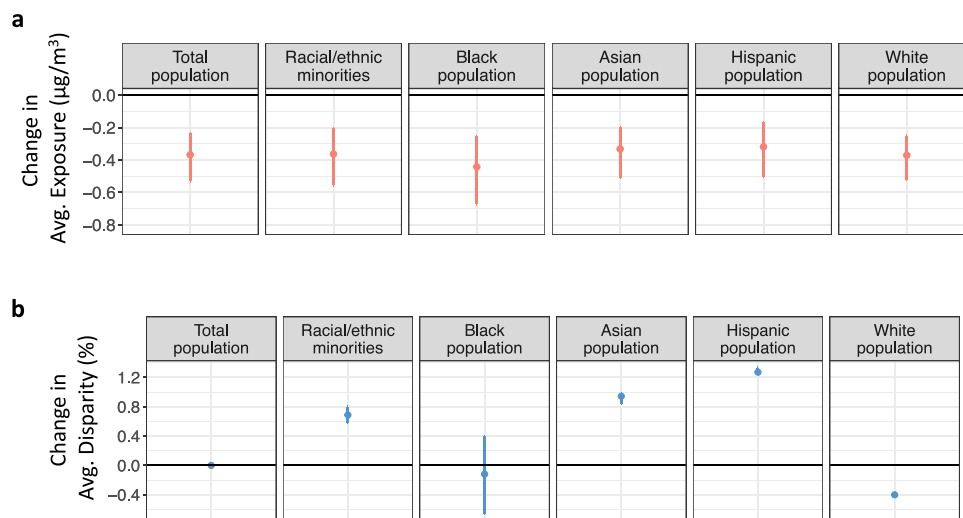 a
Total population
Racial/ethnic minorities
Black population
Asian population
Hispanic population
White population
Change in
Avg. Exposure (µg/m³)
0.0
−0.2
−0.4
−0.6
−0.8
b
Total population
Racial/ethnic minorities
Black population
Asian population
Hispanic population
White population
Change in
Avg. Disparity (%)
1.2
0.8
0.4
0.0
−0.4